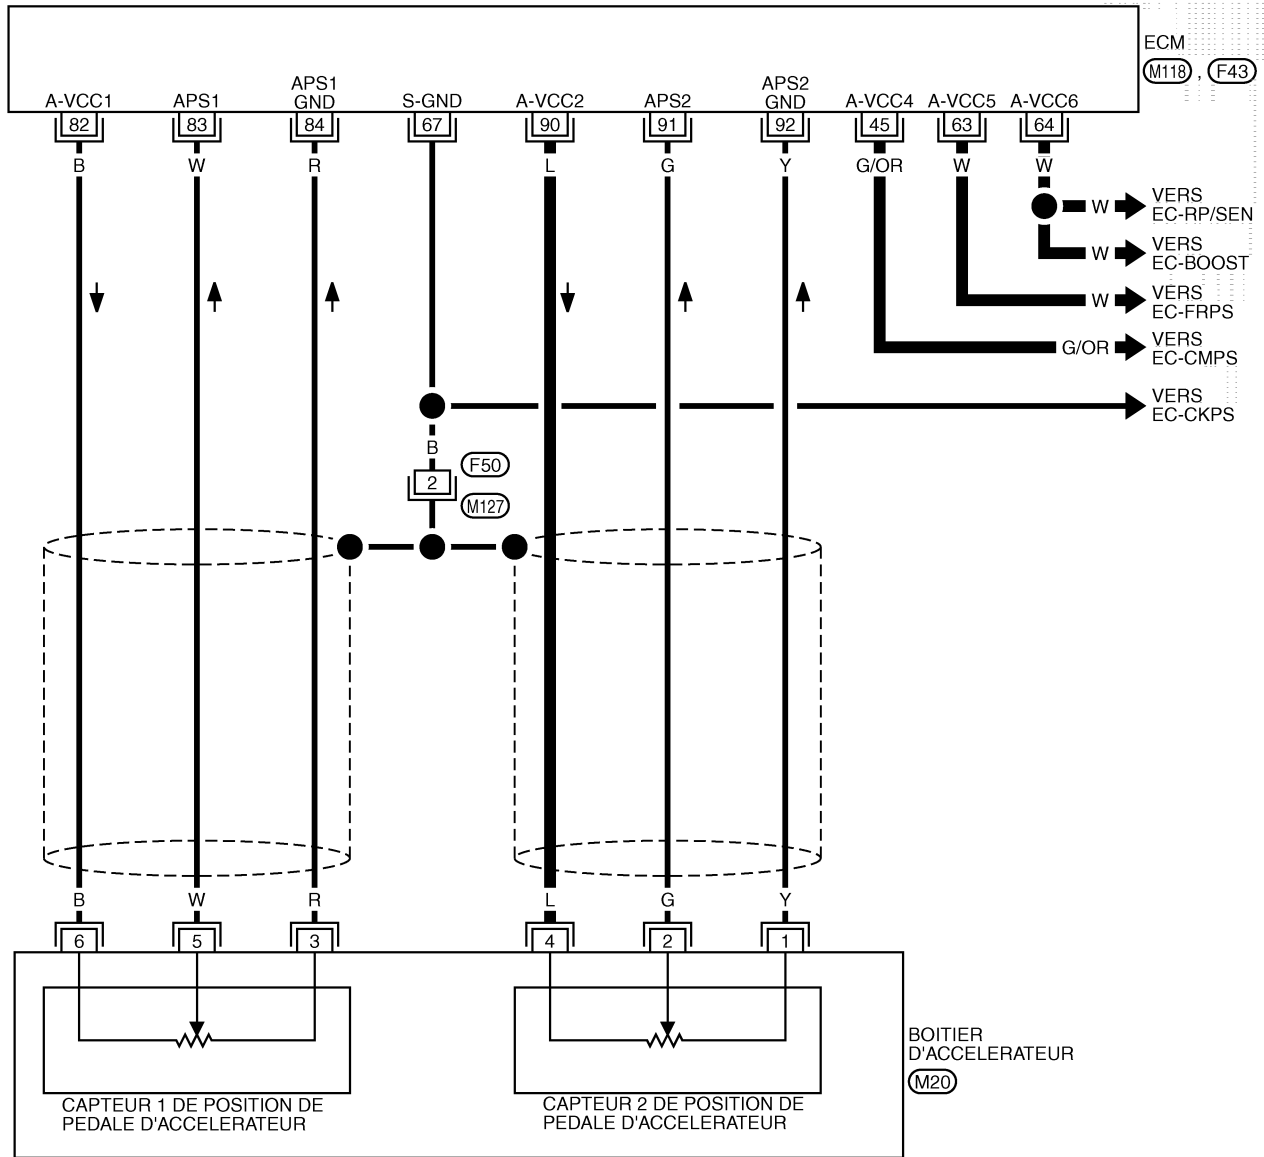 ECM
M118 , F43
A-VCC1
APS1
APS1
GND
S-GND
A-VCC2
APS2
APS2
GND
A-VCC4
A-VCC5
A-VCC6
82
83
84
67
90
91
92
45
63
64
B
W
R
L
G
Y
G/OR
W
W
W
VERS
EC-RP/SEN
W
VERS
EC-BOOST
W
VERS
EC-FRPS
G/OR
VERS
EC-CMPS
VERS
EC-CKPS
B
F50
2
M127
B
W
R
L
G
Y
6
5
3
4
2
1
BOITIER
D'ACCELERATEUR
M20
CAPTEUR 1 DE POSITION DE
PEDALE D'ACCELERATEUR
CAPTEUR 2 DE POSITION DE
PEDALE D'ACCELERATEUR